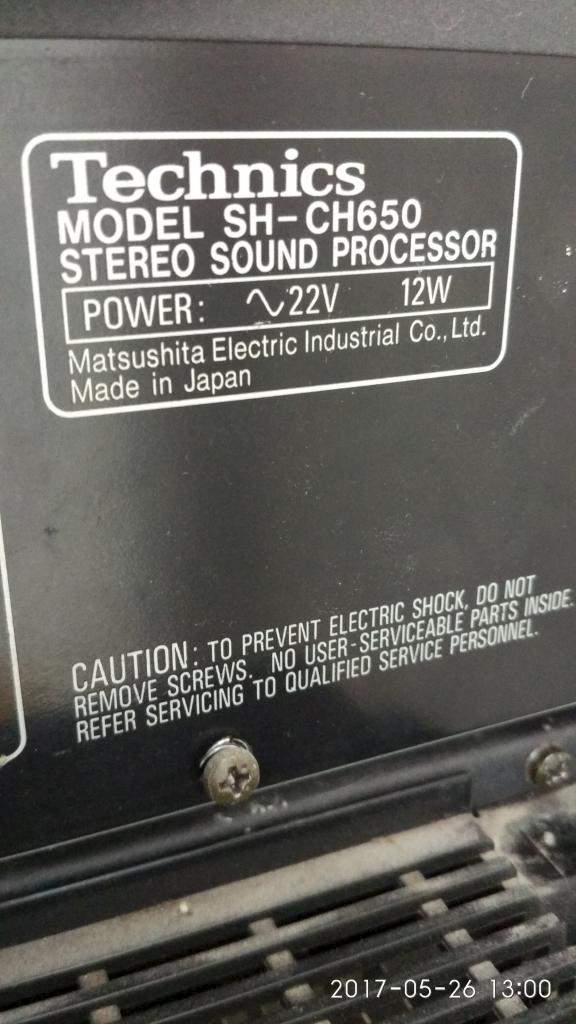 Technics
MODEL SH-CH650
STEREO SOUND PROCESSOR
POWER: ∿22V 12W
Matsushita Electric Industrial Co., Ltd.
Made in Japan
CAUTION: TO PREVENT ELECTRIC SHOCK, DO NOT
REMOVE SCREWS. NO USER-SERVICEABLE PARTS INSIDE.
REFER SERVICING TO QUALIFIED SERVICE PERSONNEL.
2017-05-26 13:00